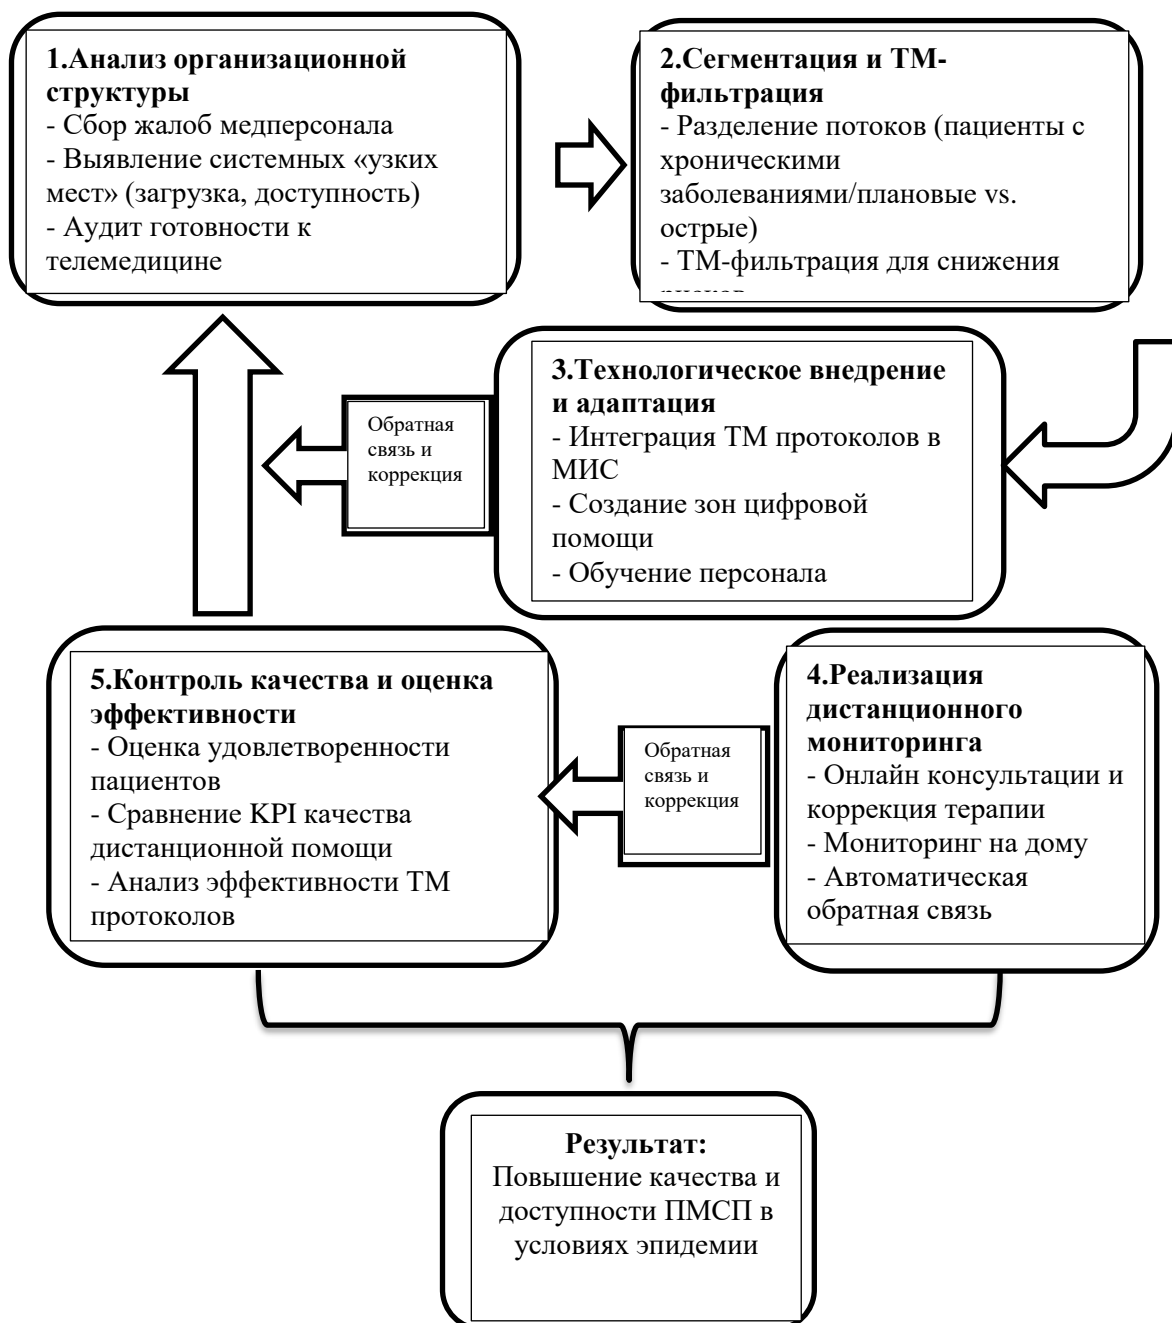 1.Анализ организационной
структуры
- Сбор жалоб медперсонала
- Выявление системных «узких
мест» (загрузка, доступность)
- Аудит готовности к
телемедицине
2.Сегментация и ТМ-
фильтрация
- Разделение потоков (пациенты с
хроническими
заболеваниями/плановые vs.
острые)
- ТМ-фильтрация для снижения
3.Технологическое внедрение
и адаптация
- Интеграция ТМ протоколов в
МИС
- Создание зон цифровой
помощи
- Обучение персонала
Обратная
связь и
коррекция
4.Реализация
дистанционного
мониторинга
- Онлайн консультации и
коррекция терапии
- Мониторинг на дому
- Автоматическая
обратная связь
Обратная
связь и
коррекция
5.Контроль качества и оценка
эффективности
- Оценка удовлетворенности
пациентов
- Сравнение KPI качества
дистанционной помощи
- Анализ эффективности ТМ
протоколов
Результат:
Повышение качества и
доступности ПМСП в
условиях эпидемии